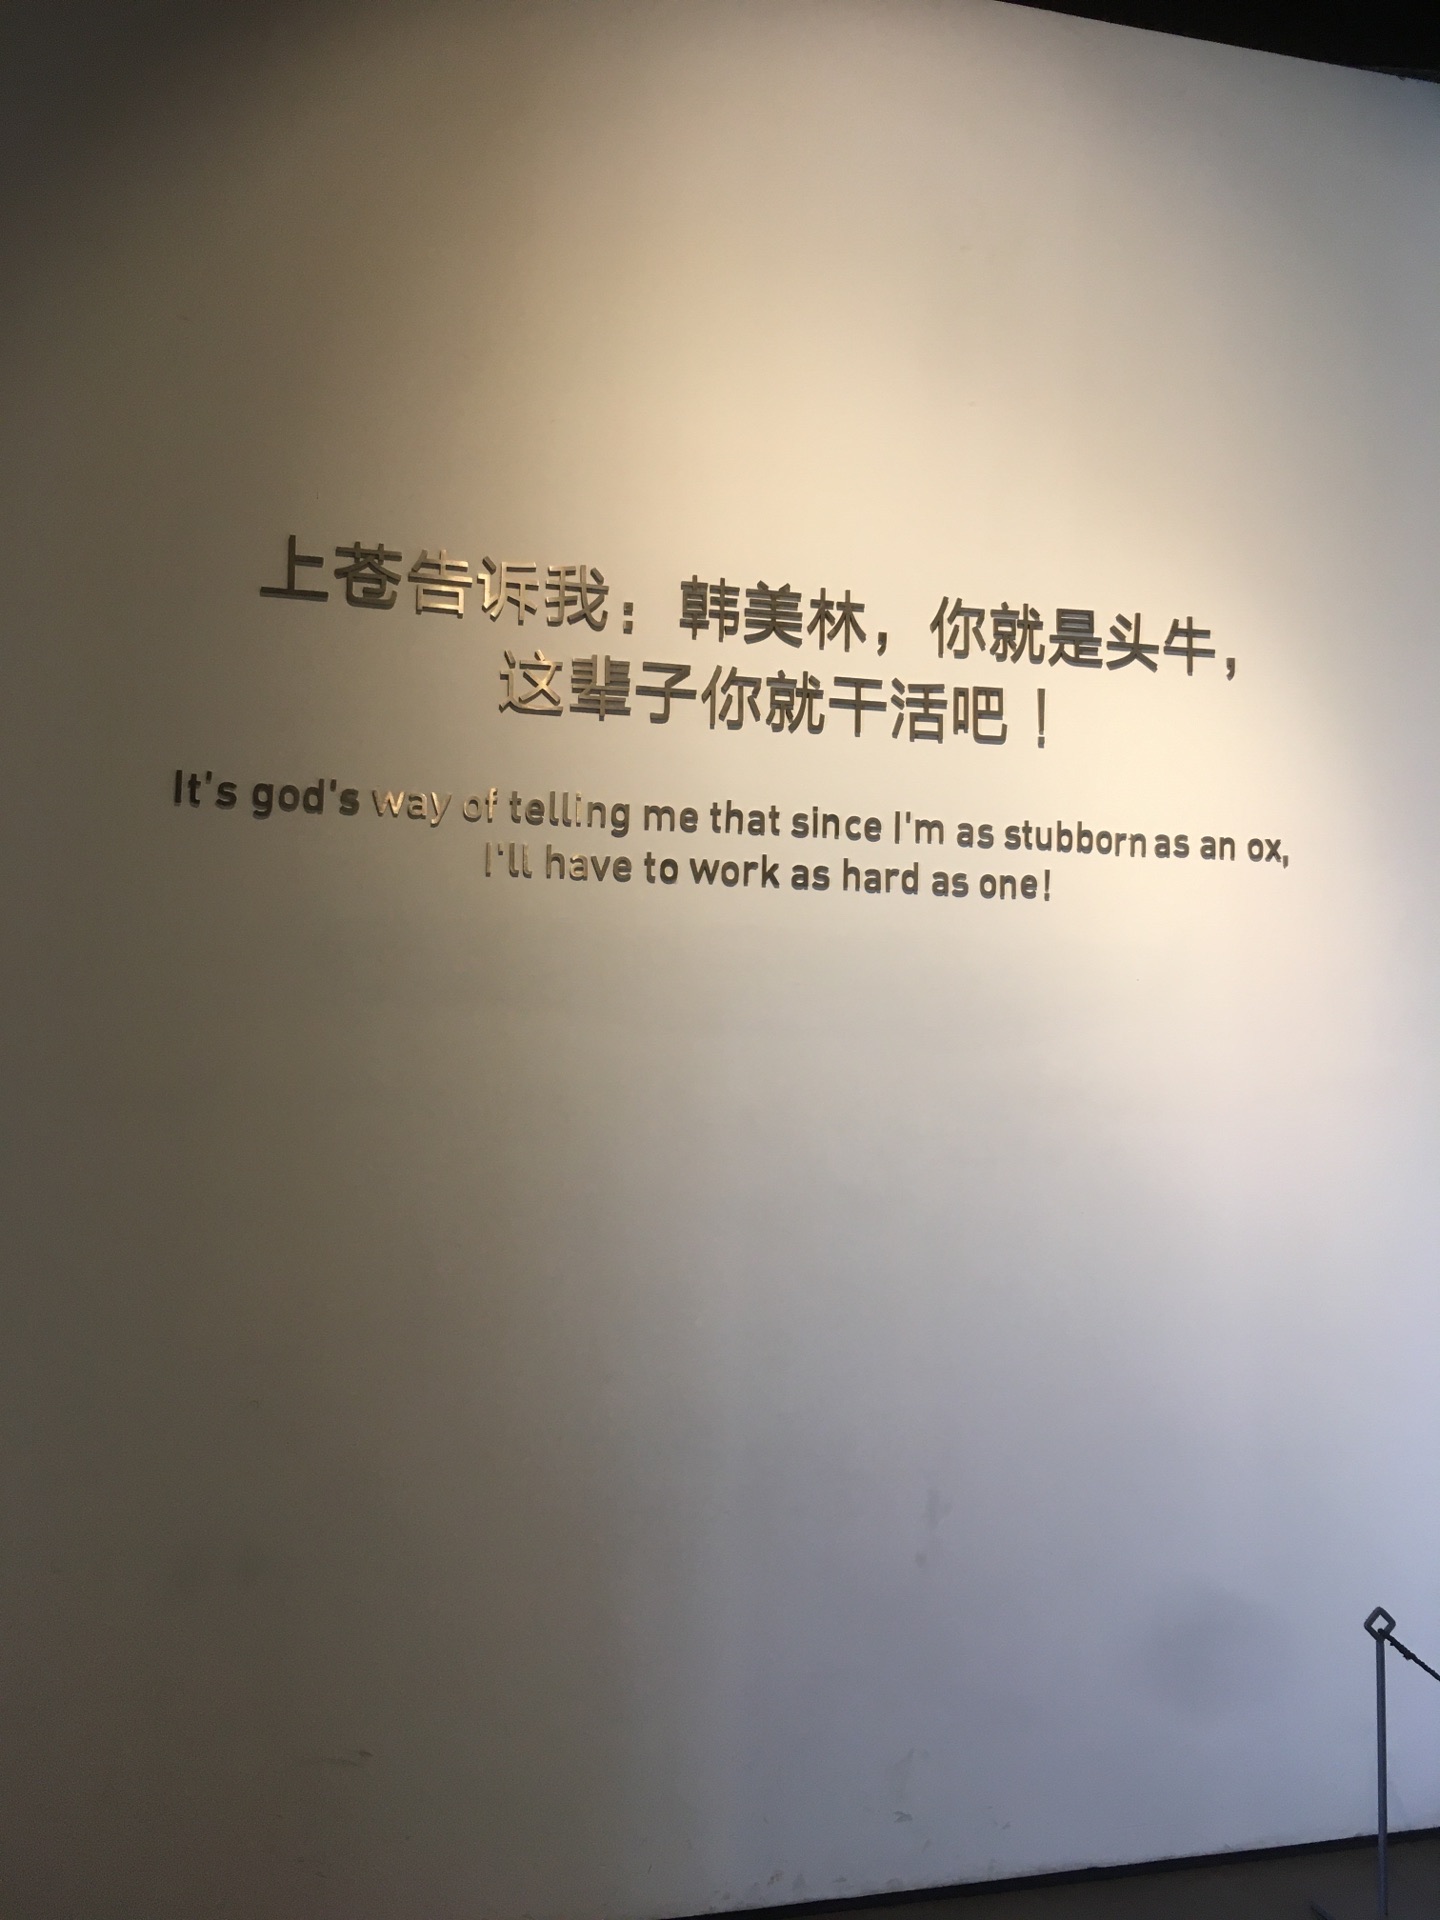 上苍告诉我：韩美林，你就是头牛，
这辈子你就干活吧！
It's god's way of telling me that since I'm as stubborn as an ox,
I'll have to work as hard as one!